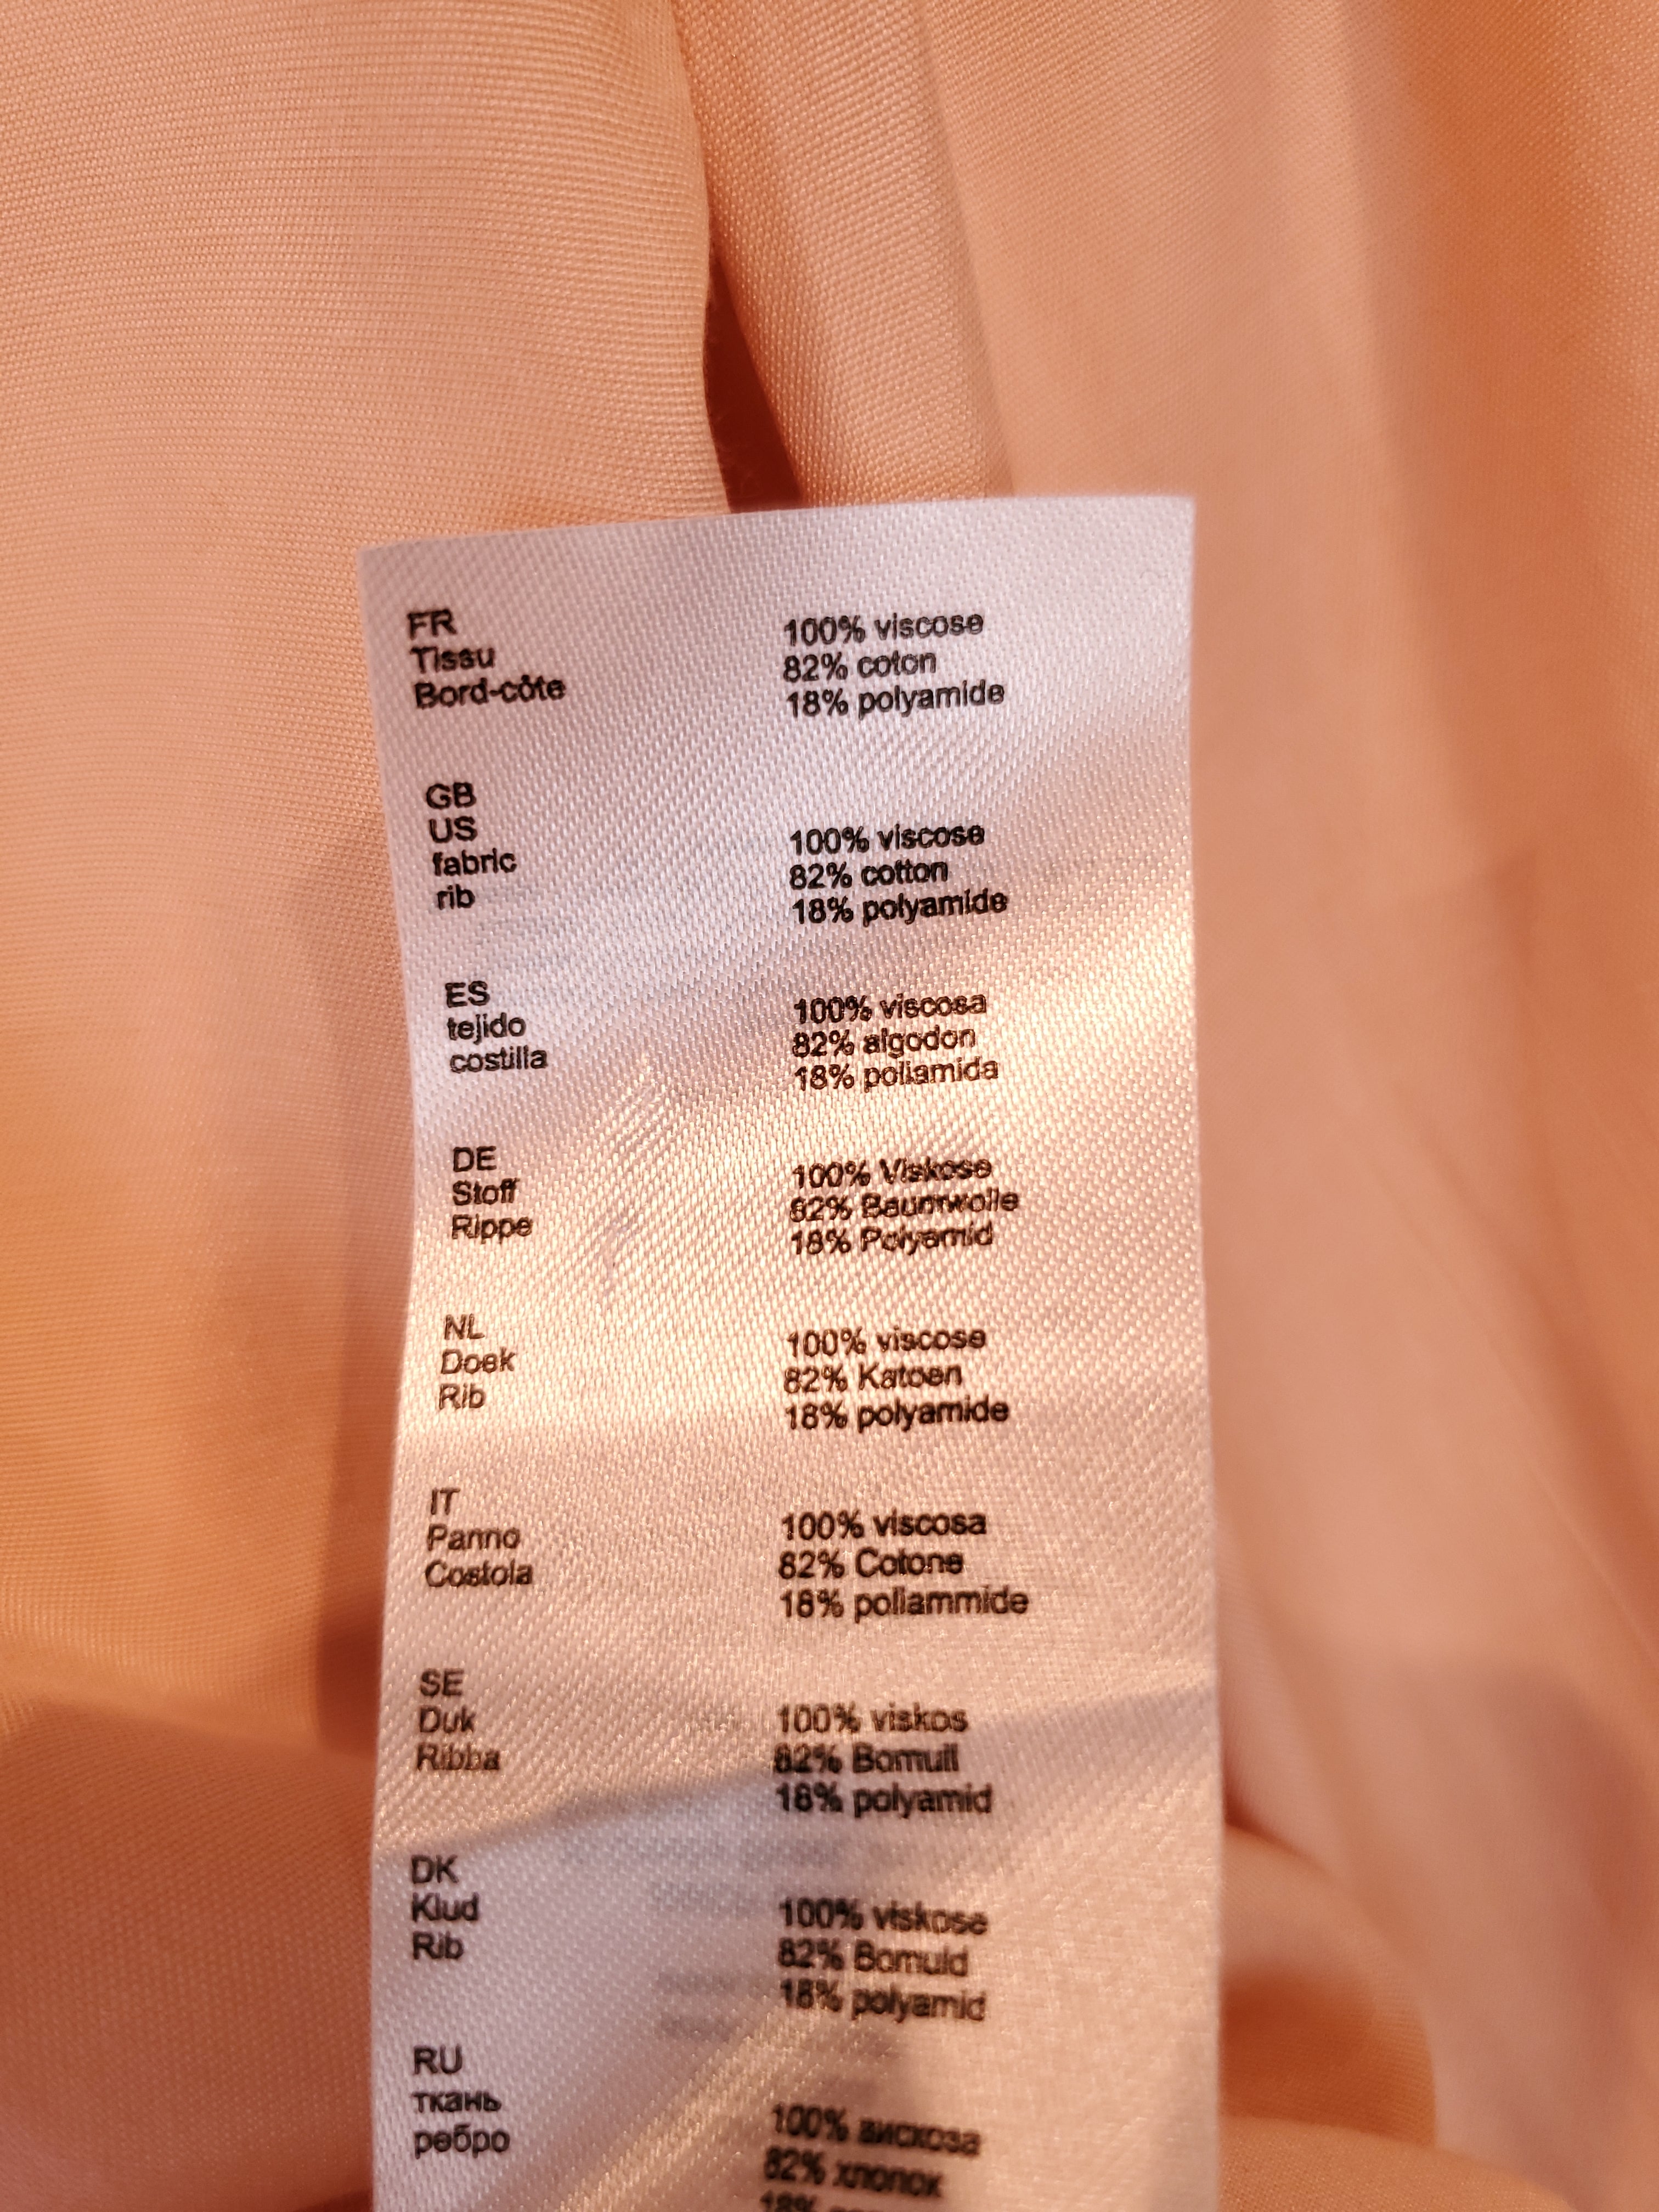 FR
Tissu 100% viscose
Bord-côte 82% coton
18% polyamide
GB
US
fabric 100% viscose
rib 82% cotton
18% polyamide
ES
tejido 100% viscosa
costilla 82% algodon
18% poliamida
DE
Stoff 100% Viskose
Rippe 82% Baumwolle
18% Polyamid
NL
Doek 100% viscose
Rib 82% Katoen
18% polyamide
IT
Panno 100% viscosa
Costola 82% Cotone
18% poliammide
SE
Duk 100% viskos
Ribba 82% Bomull
18% polyamid
DK
Klud 100% viskose
Rib 82% Bomuld
18% polyamid
RU
ткань 100% вискоза
ребро 82% хлопок
18%